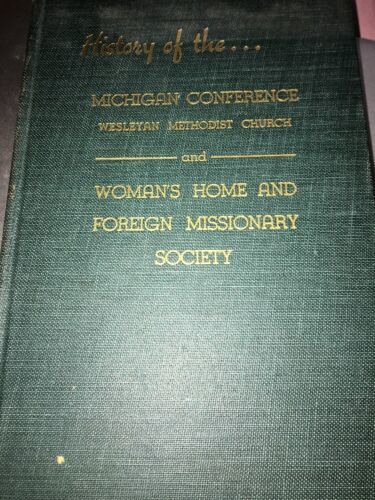 History of the...
MICHIGAN CONFERENCE
WESLEYAN METHODIST CHURCH
and
WOMAN'S HOME AND
FOREIGN MISSIONARY
SOCIETY